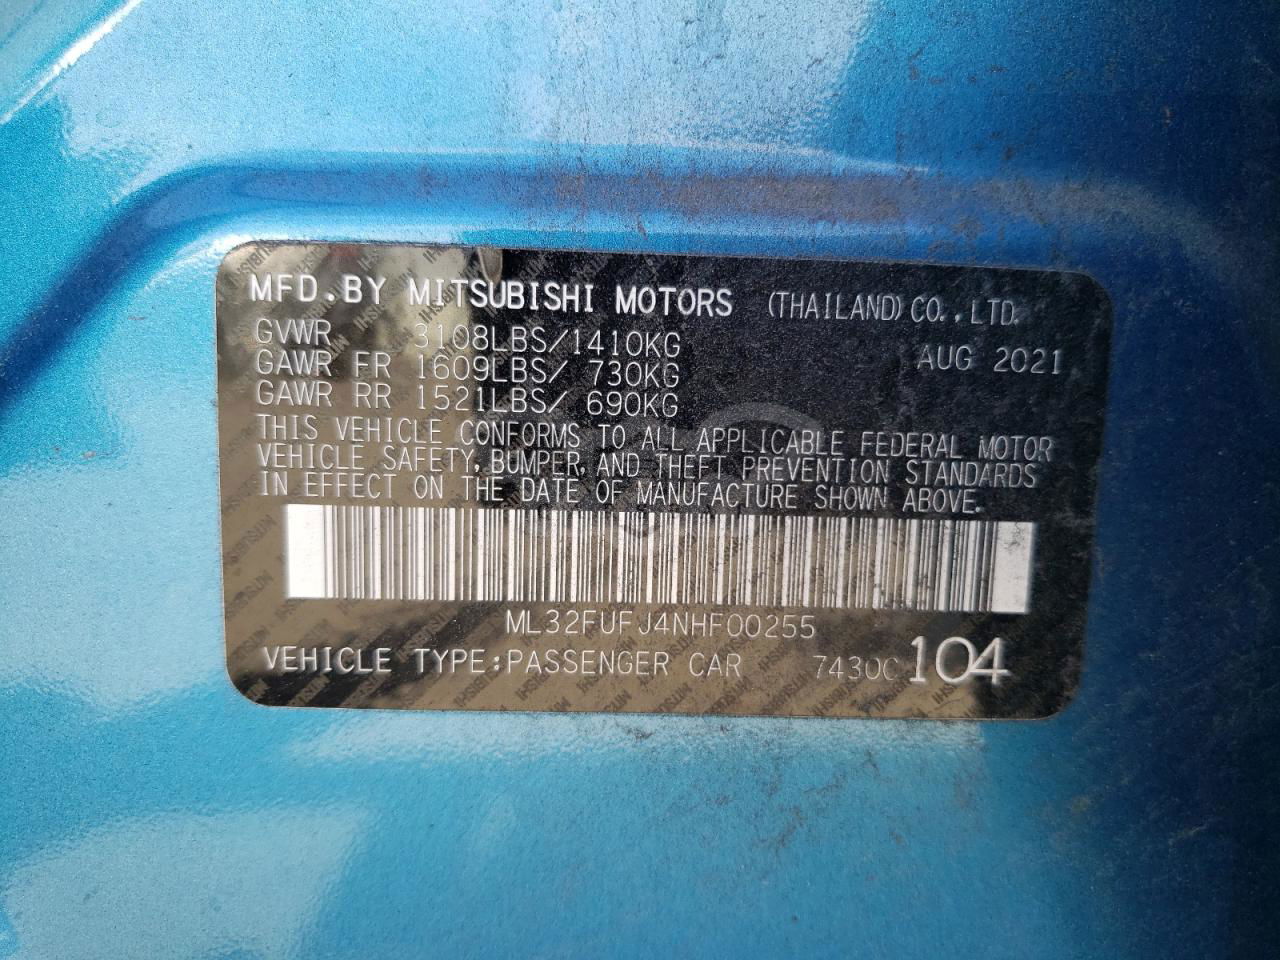 MFD.BY MITSUBISHI MOTORS (THAILAND)CO.,LTD.
GVWR 3108LBS/1410KG AUG 2021
GAWR FR 1609LBS/ 730KG
GAWR RR 1521LBS/ 690KG
THIS VEHICLE CONFORMS TO ALL APPLICABLE FEDERAL MOTOR
VEHICLE SAFETY, BUMPER, AND THEFT PREVENTION STANDARDS
IN EFFECT ON THE DATE OF MANUFACTURE SHOWN ABOVE.
ML32FUFJ4NHF00255
VEHICLE TYPE:PASSENGER CAR 7430C 104